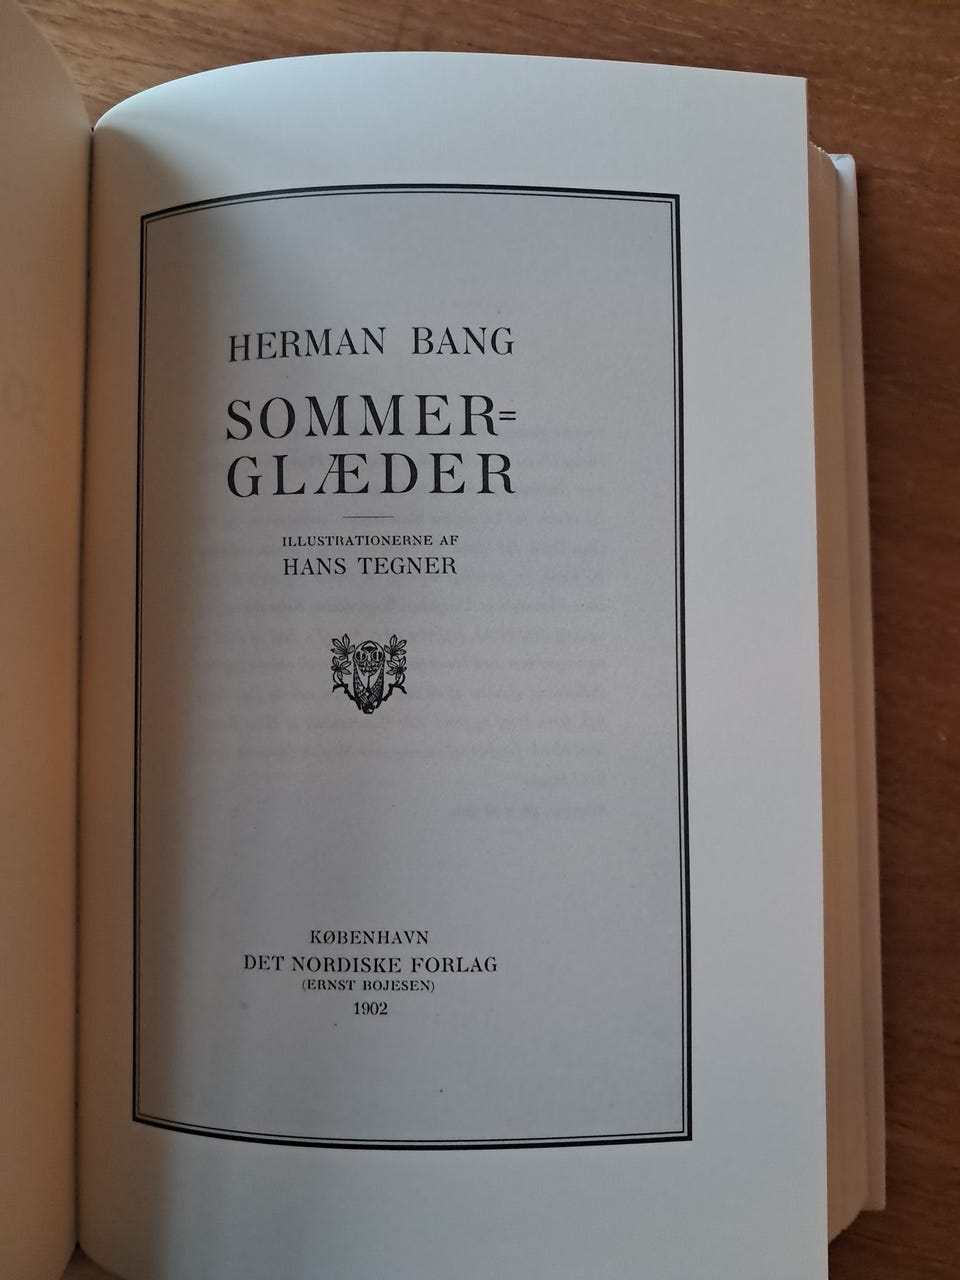 HERMAN BANG
SOMMER=
GLÆDER
ILLUSTRATIONERNE AF
HANS TEGNER
KØBENHAVN
DET NORDISKE FORLAG
(ERNST BOJESEN)
1902